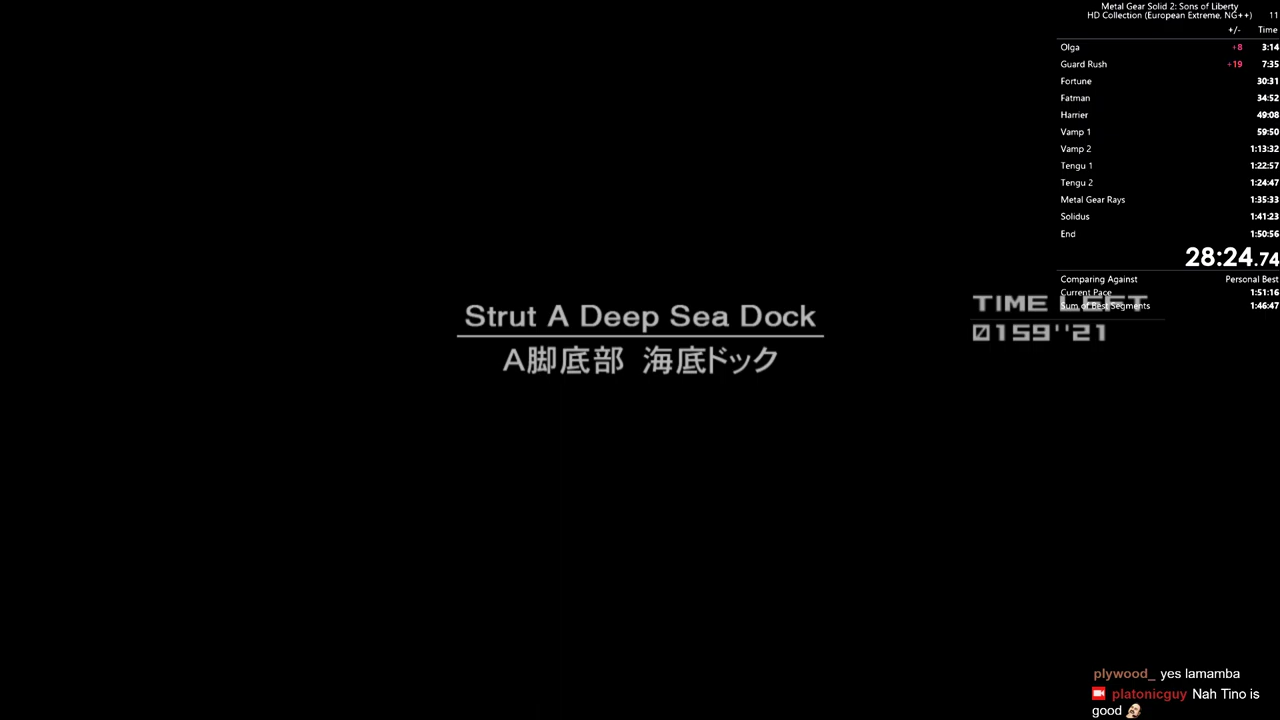 Metal Gear Solid 2: Sons of Liberty
HD Collection (European Extreme, NG++) 11
+/- Time
Olga +8 3:14
Guard Rush +19 7:35
Fortune 30:31
Fatman 34:52
Harrier 49:08
Vamp 1 59:50
Vamp 2 1:13:32
Tengu 1 1:22:57
Tengu 2 1:24:47
Metal Gear Rays 1:35:33
Solidus 1:41:23
End 1:50:56
28:24.74
Comparing Against Personal Best
Current Pace 1:51:16
Sum of Best Segments 1:46:47
TIME LEFT
0159"21
Strut A Deep Sea Dock
A脚底部 海底ドック
plywood_ yes lamamba
platonicguy Nah Tino is
good